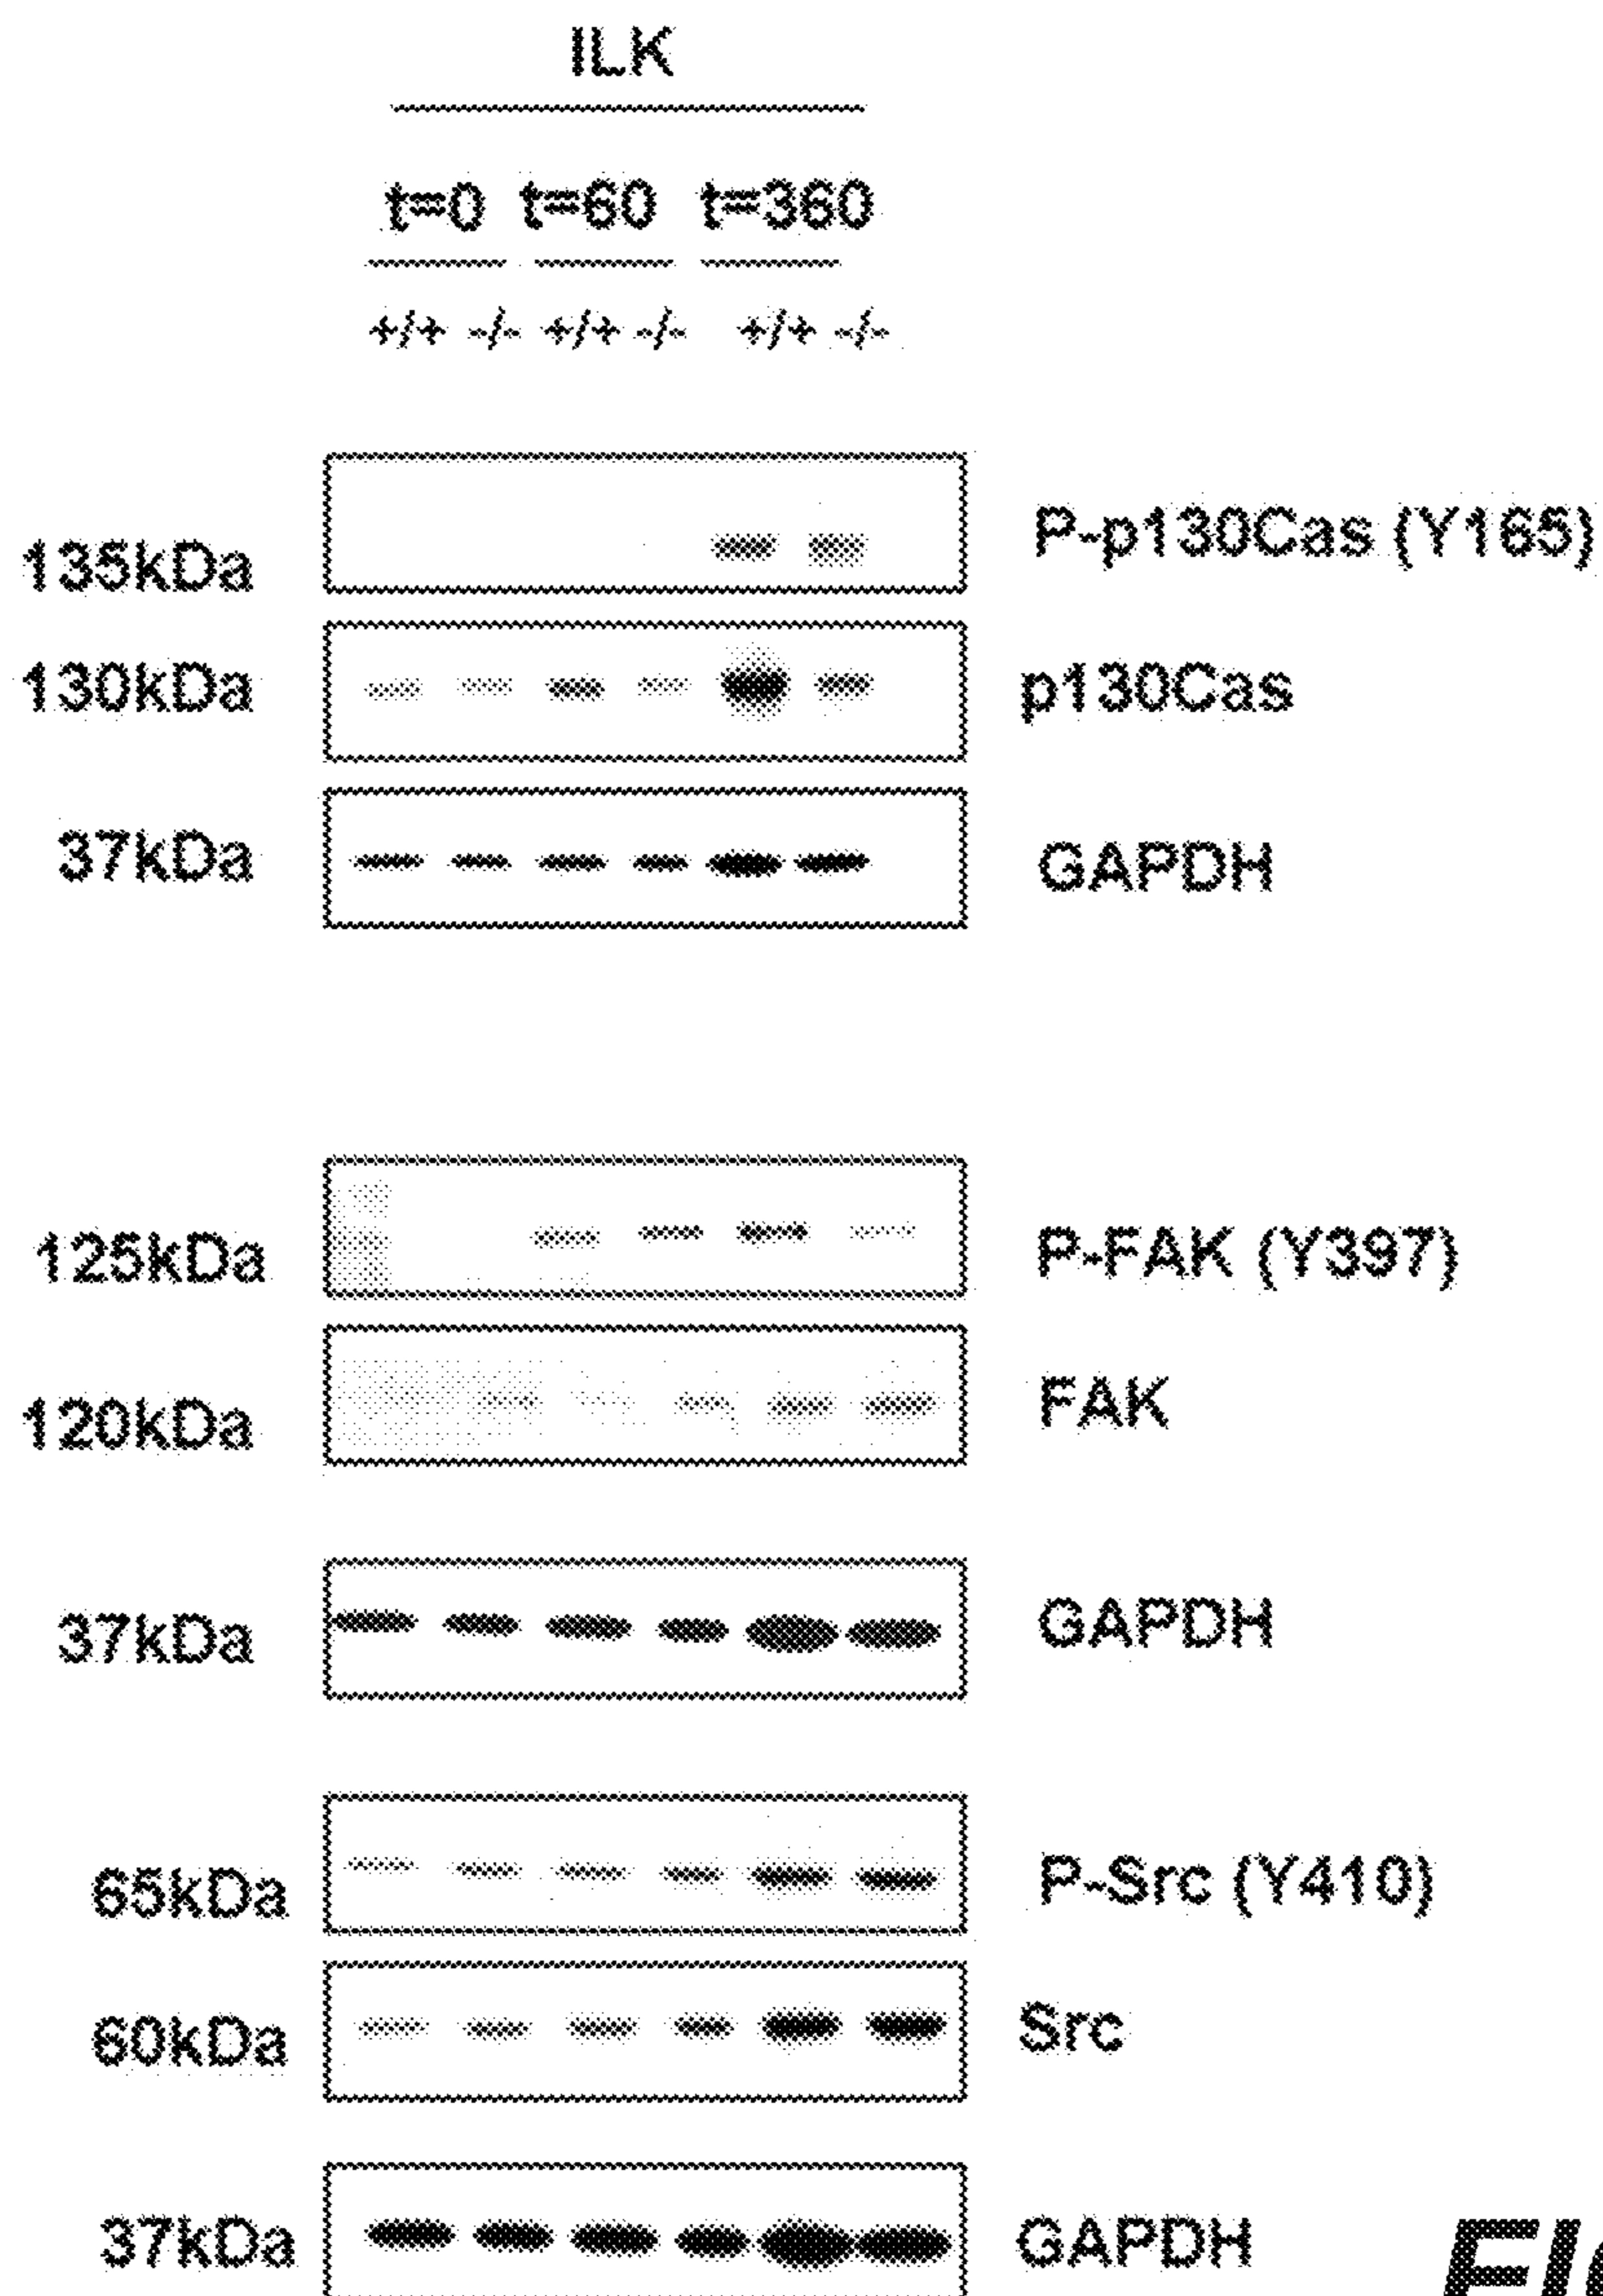 ILK
t=0 t=60 t=360
+/+ -/- +/+ -/- +/+ -/-
135kDa P-p130Cas (Y165)
130kDa p130Cas
37kDa GAPDH
125kDa P-FAK (Y397)
120kDa FAK
37kDa GAPDH
65kDa P-Src (Y410)
60kDa Src
37kDa GAPDH